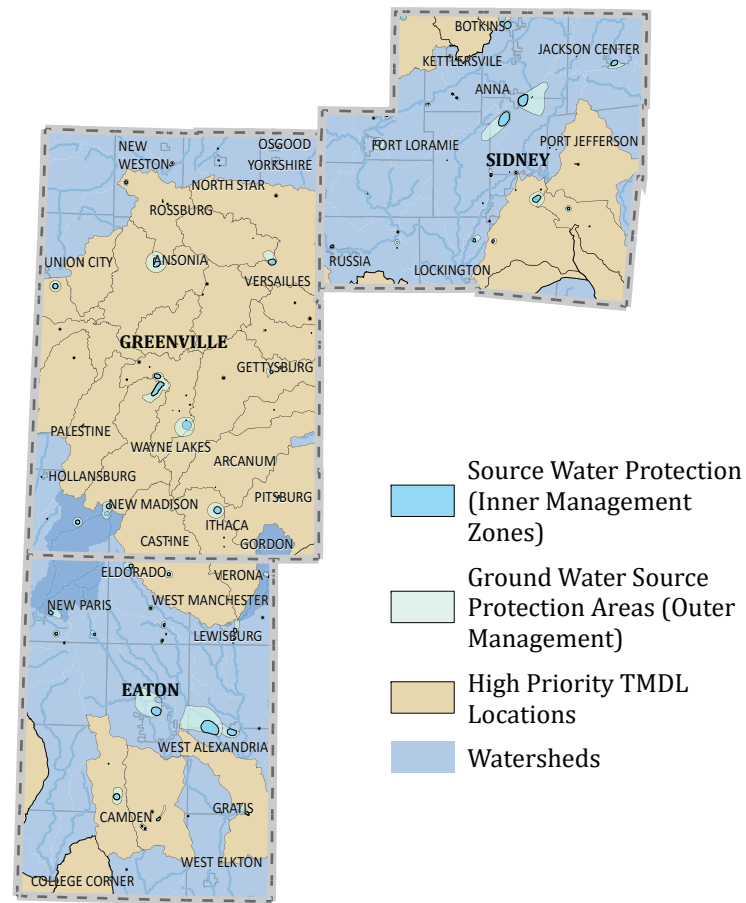 BOTKINS
JACKSON CENTER
KETTLERSVILE
ANNA
FORT LORAMIE
PORT JEFFERSON
SIDNEY
RUSSIA
LOCKINGTON
NEW
WESTON
OSGOOD
YORKSHIRE
NORTH STAR
ROSSBURG
UNION CITY
ANSONIA
VERSAILLES
GREENVILLE
GETTYSBURG
PALESTINE
WAYNE LAKES
ARCANUM
HOLLANSBURG
NEW MADISON
PITSBURG
ITHACA
CASTINE
GORDON
ELDORADO
VERONA
NEW PARIS
WEST MANCHESTER
LEWISBURG
EATON
WEST ALEXANDRIA
CAMDEN
GRATIS
WEST ELKTON
COLLEGE CORNER
Source Water Protection
(Inner Management
Zones)
Ground Water Source
Protection Areas (Outer
Management)
High Priority TMDL
Locations
Watersheds